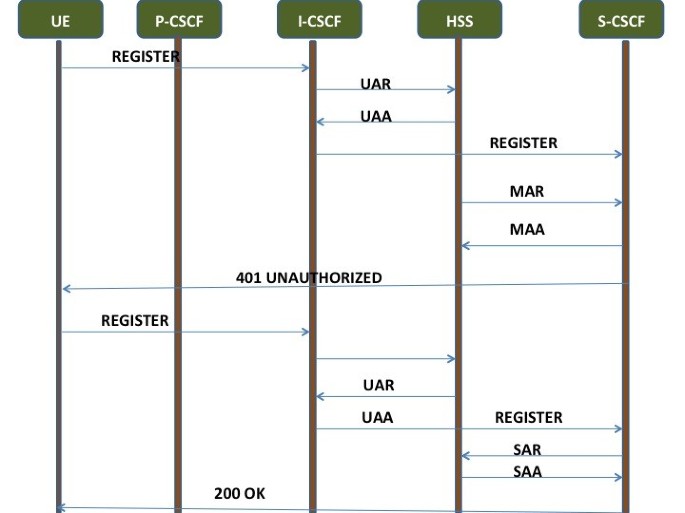 UE P-CSCF I-CSCF HSS S-CSCF
REGISTER
UAR
UAA
REGISTER
MAR
MAA
401 UNAUTHORIZED
REGISTER
UAR
UAA REGISTER
SAR
SAA
200 OK